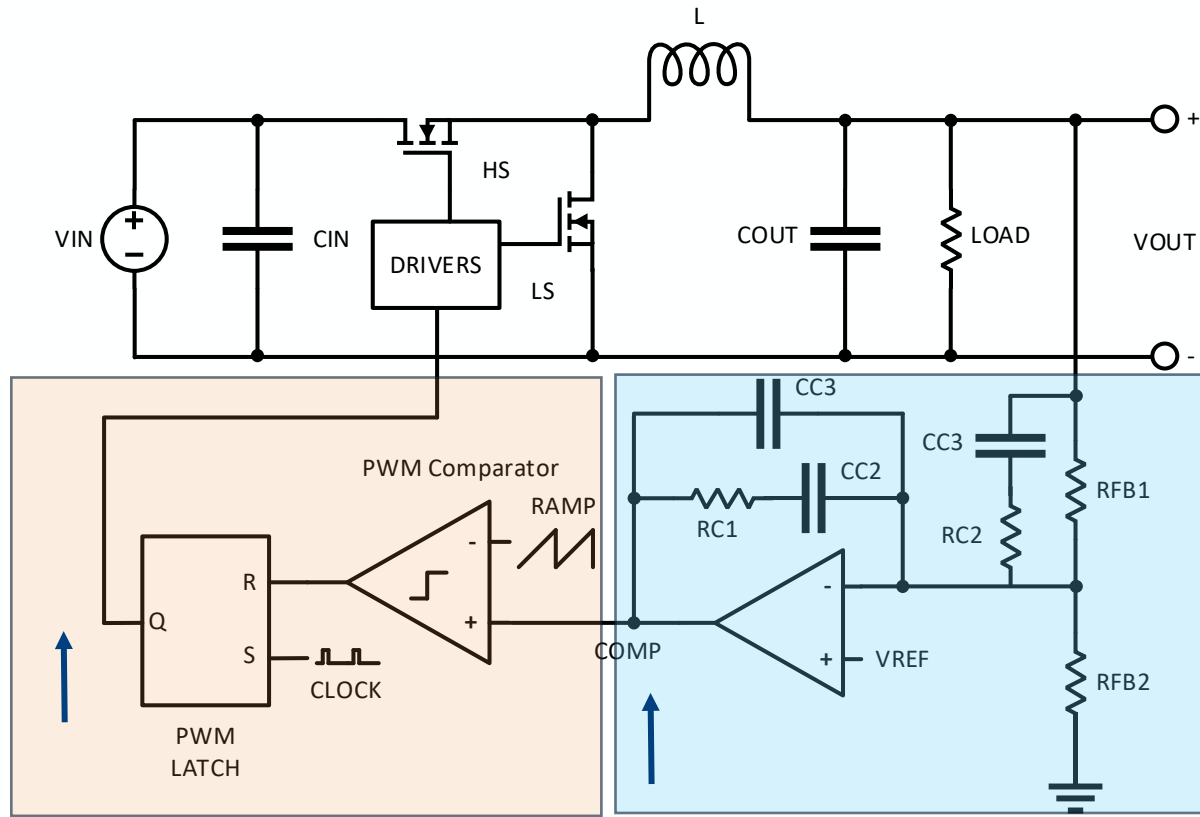 L
+
HS
VIN
+
−
CIN
DRIVERS
LS
COUT
LOAD
VOUT
-
CC3
PWM Comparator
CC3
CC2
RFB1
RAMP
-
RC1
RC2
R
-
Q
+
S
COMP
+
VREF
RFB2
CLOCK
PWM
LATCH